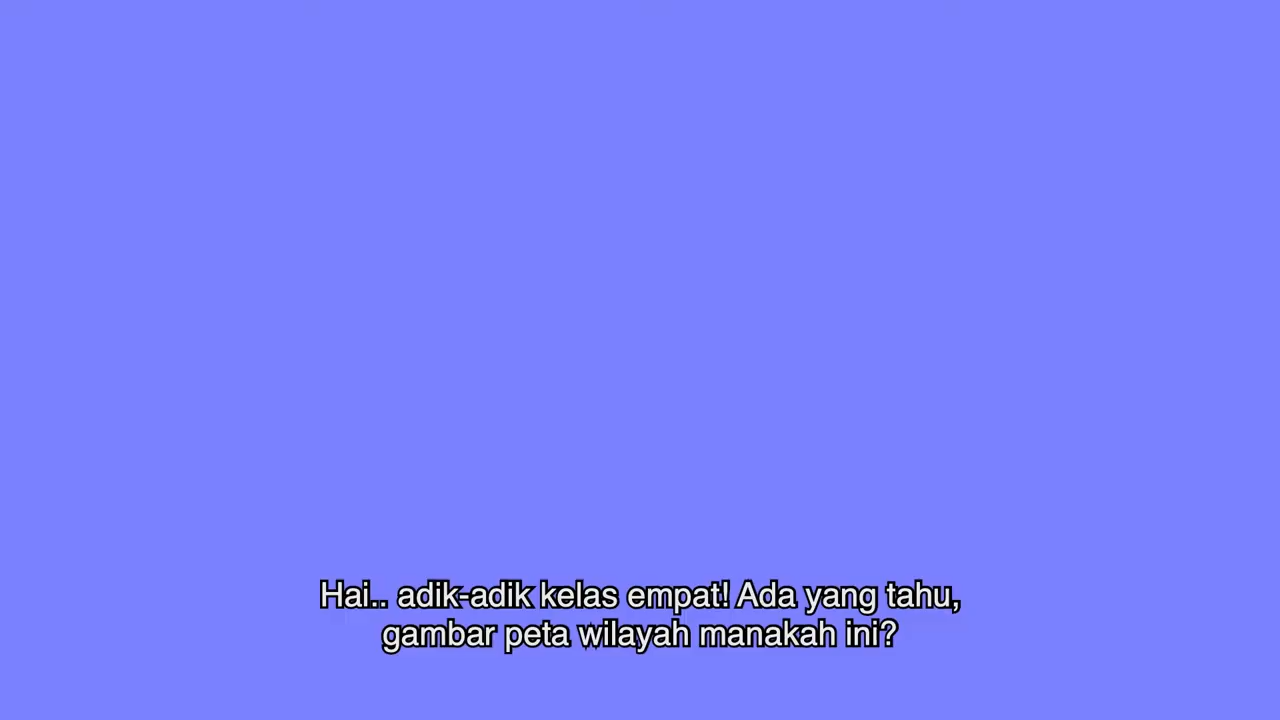 Hai.. adik-adik kelas empat! Ada yang tahu,
gambar peta wilayah manakah ini?